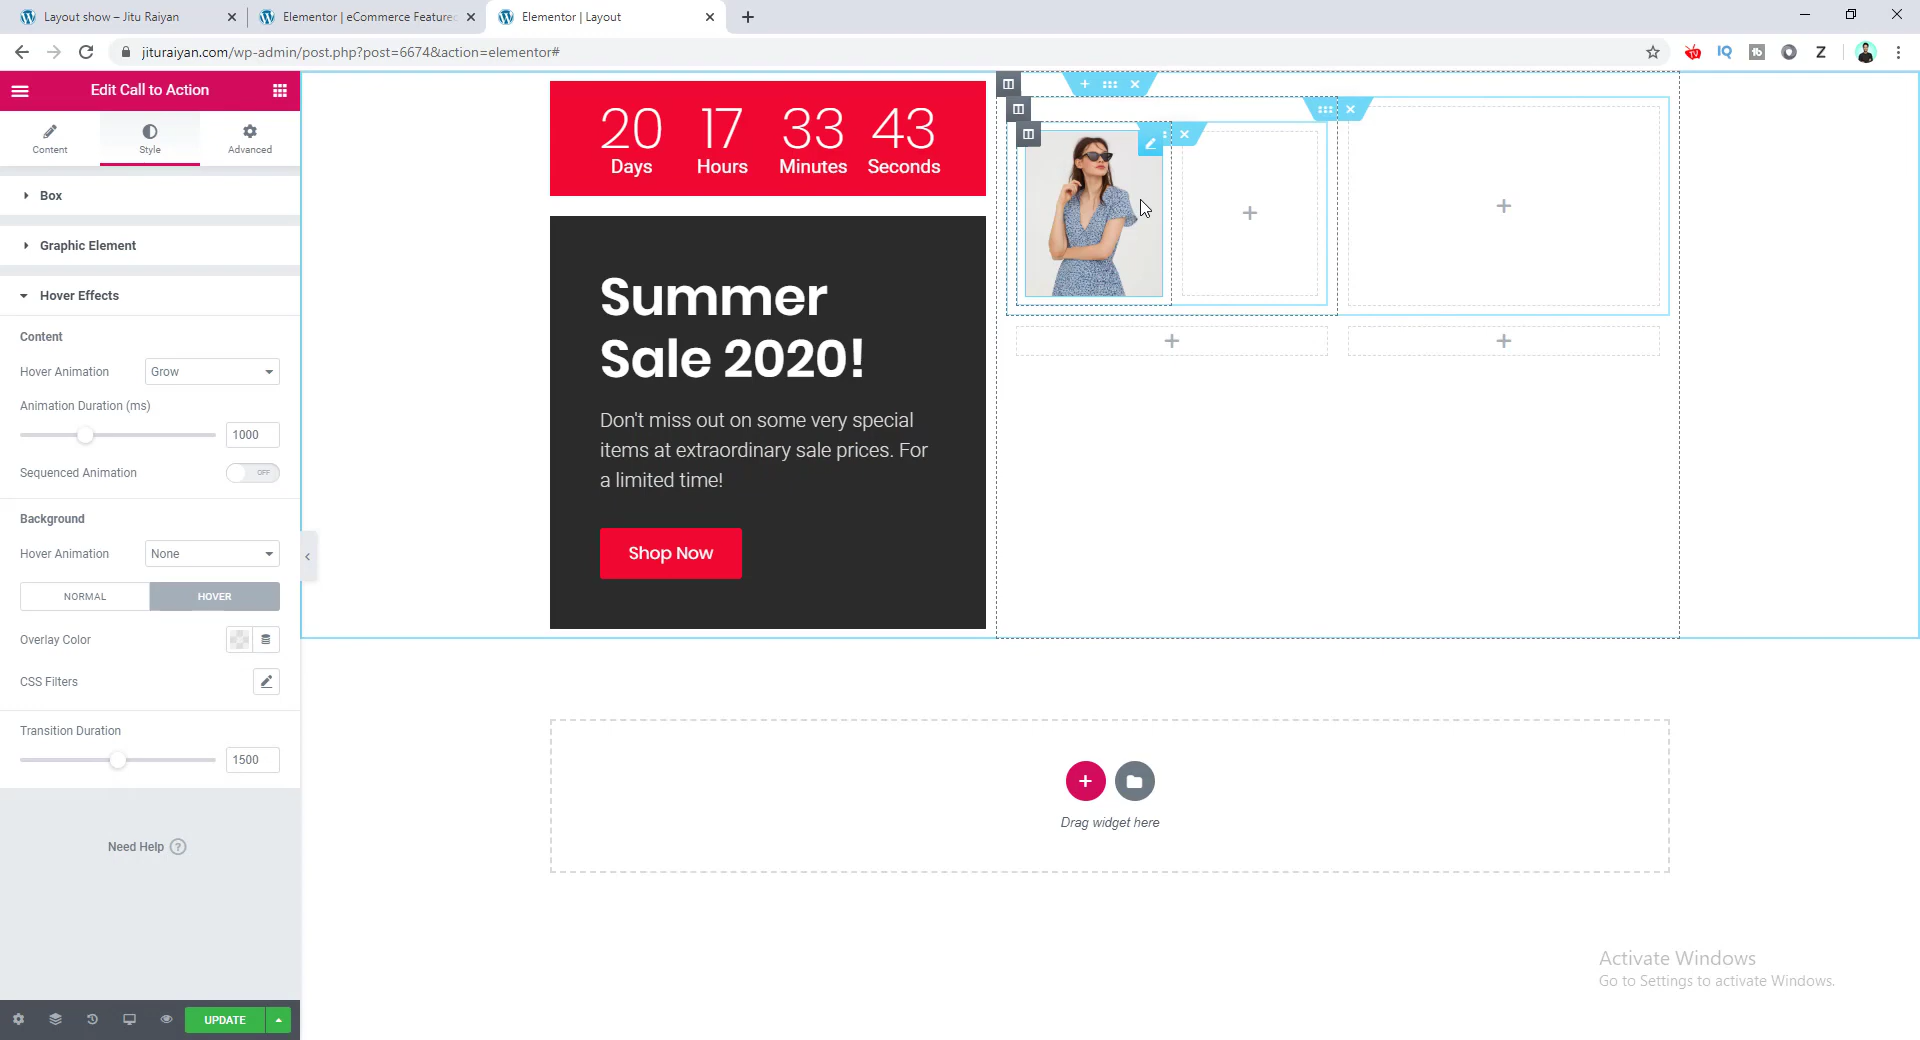 Layout show – Jitu Raiyan
Elementor | eCommerce Featured
Elementor | Layout
jituraiyan.com/wp-admin/post.php?post=6674&action=elementor#
Edit Call to Action
Content
Style
Advanced
Box
Graphic Element
Hover Effects
Content
Hover Animation
Grow
Animation Duration (ms)
1000
Sequenced Animation
OFF
Background
Hover Animation
None
NORMAL
HOVER
Overlay Color
CSS Filters
Transition Duration
1500
Need Help
UPDATE
20 17 33 43
Days Hours Minutes Seconds
Summer
Sale 2020!
Don't miss out on some very special
items at extraordinary sale prices. For
a limited time!
Shop Now
Drag widget here
Activate Windows
Go to Settings to activate Windows.